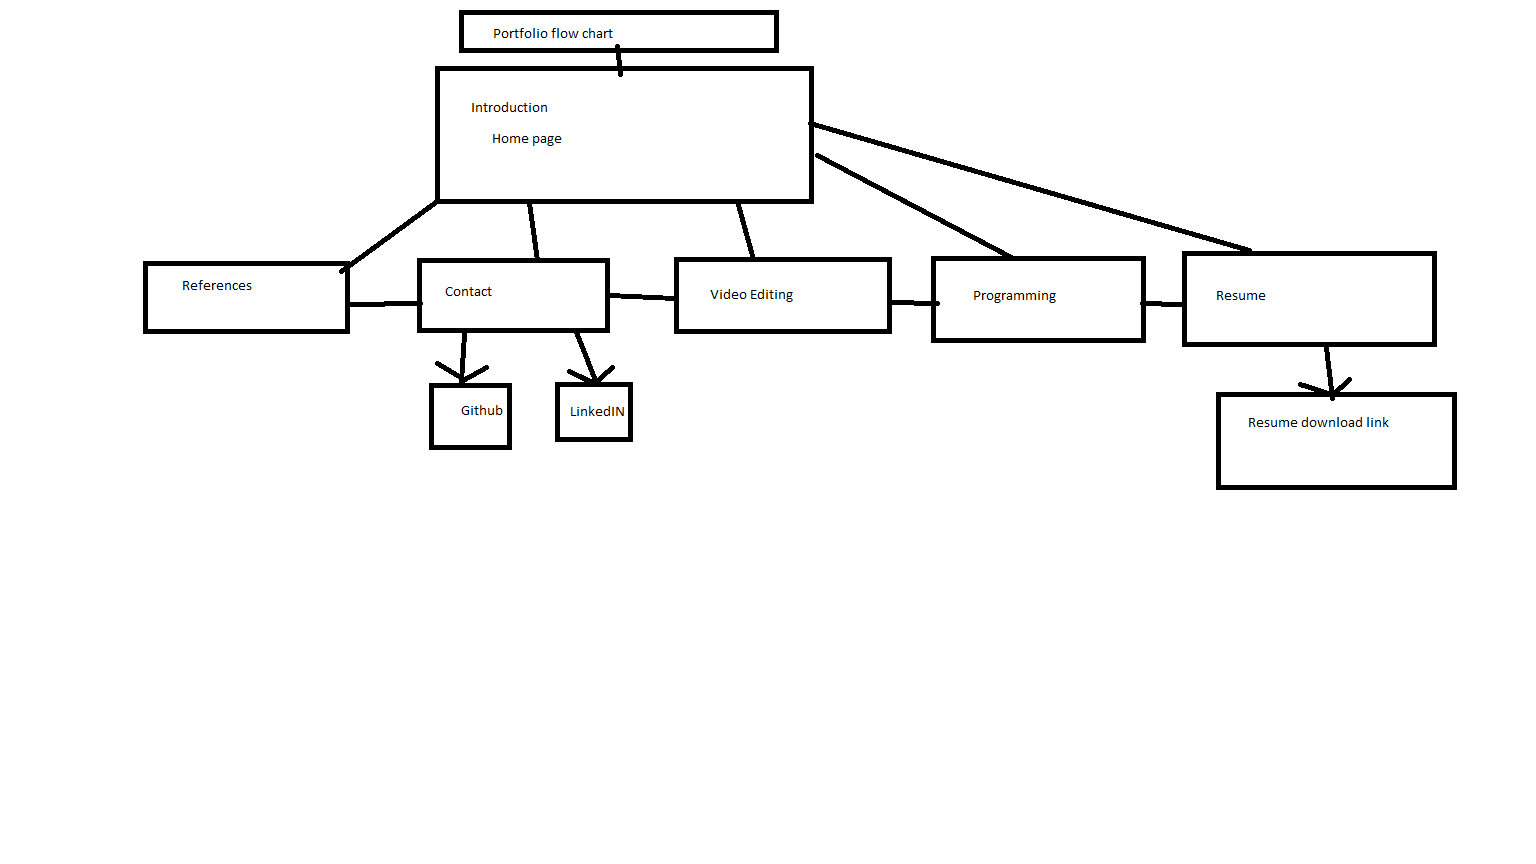 Portfolio flow chart
Introduction
Home page
References
Contact
Video Editing
Programming
Resume
Github
LinkedIN
Resume download link